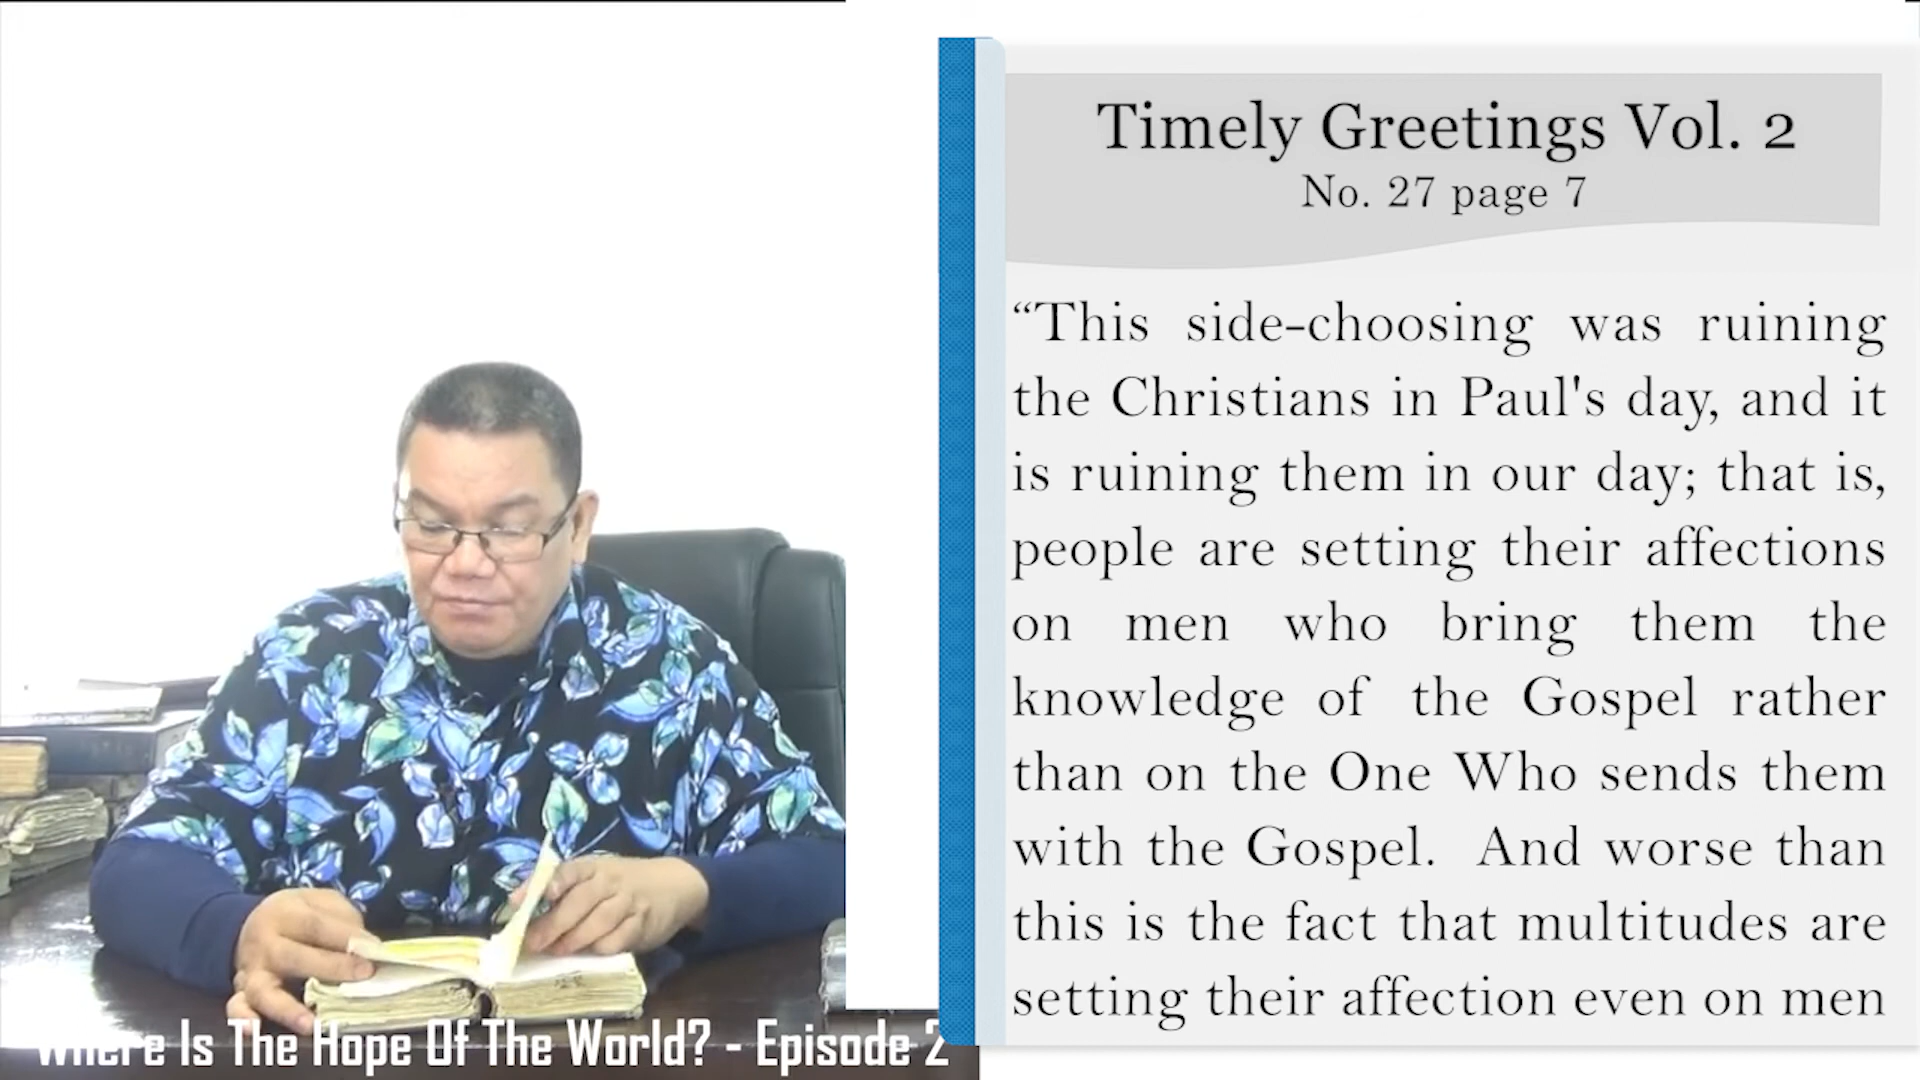 Timely Greetings Vol. 2
No. 27 page 7
“This side-choosing was ruining
the Christians in Paul's day, and it
is ruining them in our day; that is,
people are setting their affections
on men who bring them the
knowledge of the Gospel rather
than on the One Who sends them
with the Gospel. And worse than
this is the fact that multitudes are
setting their affection even on men
Where Is The Hope Of The World? - Episode 2